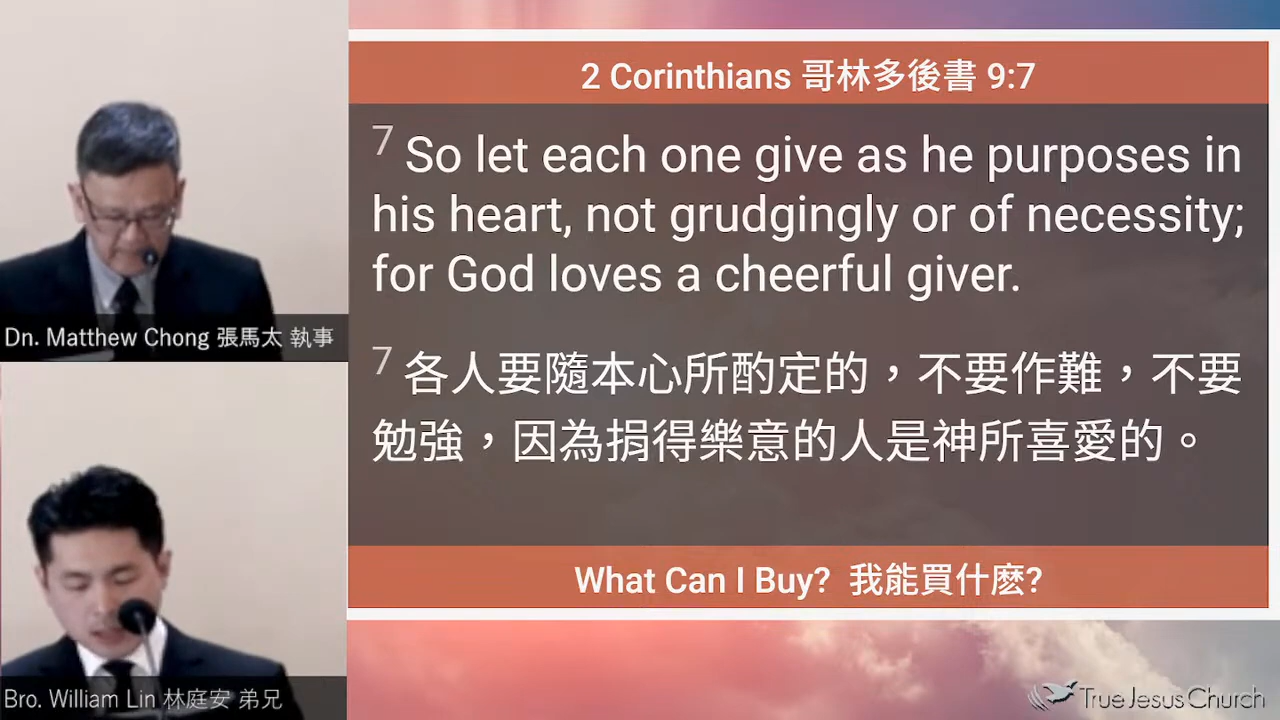 2 Corinthians 哥林多後書 9:7
7 So let each one give as he purposes in
his heart, not grudgingly or of necessity;
for God loves a cheerful giver.
7 各人要隨本心所酌定的，不要作難，不要
勉強，因為捐得樂意的人是神所喜愛的。
What Can I Buy? 我能買什麽?
Dn. Matthew Chong 張馬太 執事
Bro. William Lin 林庭安 弟兄
True Jesus Church